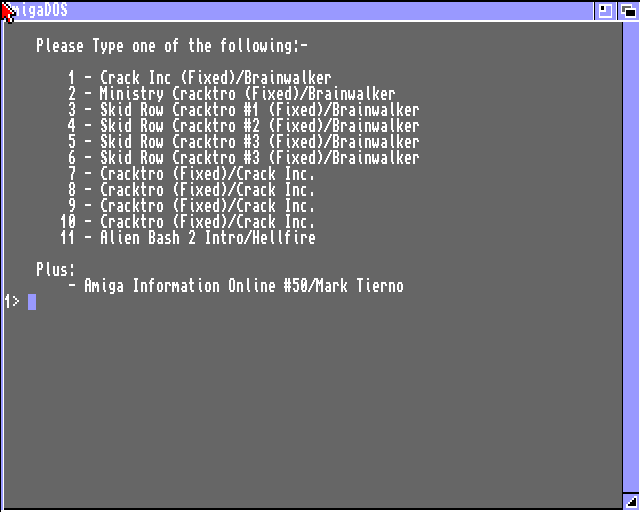 AmigaDOS
Please Type one of the following:-
1 - Crack Inc (Fixed)/Brainwalker
2 - Ministry Cracktro (Fixed)/Brainwalker
3 - Skid Row Cracktro #1 (Fixed)/Brainwalker
4 - Skid Row Cracktro #2 (Fixed)/Brainwalker
5 - Skid Row Cracktro #3 (Fixed)/Brainwalker
6 - Skid Row Cracktro #3 (Fixed)/Brainwalker
7 - Cracktro (Fixed)/Crack Inc.
8 - Cracktro (Fixed)/Crack Inc.
9 - Cracktro (Fixed)/Crack Inc.
10 - Cracktro (Fixed)/Crack Inc.
11 - Alien Bash 2 Intro/Hellfire
Plus:
- Amiga Information Online #50/Mark Tierno
1>